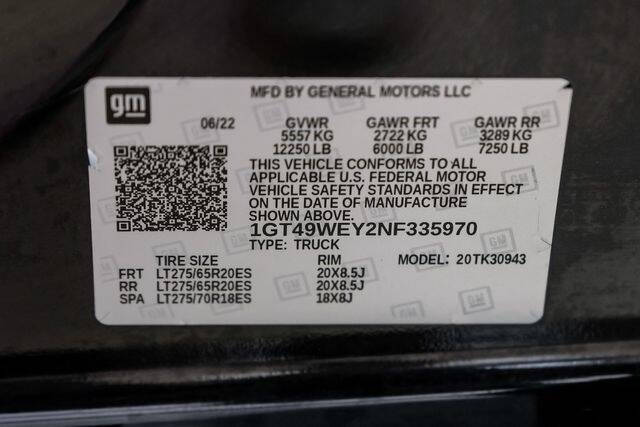 gm
MFD BY GENERAL MOTORS LLC
06/22 GVWR GAWR FRT GAWR RR
5557 KG 2722 KG 3289 KG
12250 LB 6000 LB 7250 LB
THIS VEHICLE CONFORMS TO ALL
APPLICABLE U.S. FEDERAL MOTOR
VEHICLE SAFETY STANDARDS IN EFFECT
ON THE DATE OF MANUFACTURE
SHOWN ABOVE.
1GT49WEY2NF335970
TYPE: TRUCK
TIRE SIZE RIM MODEL: 20TK30943
FRT LT275/65R20ES 20X8.5J
RR LT275/65R20ES 20X8.5J
SPA LT275/70R18ES 18X8J